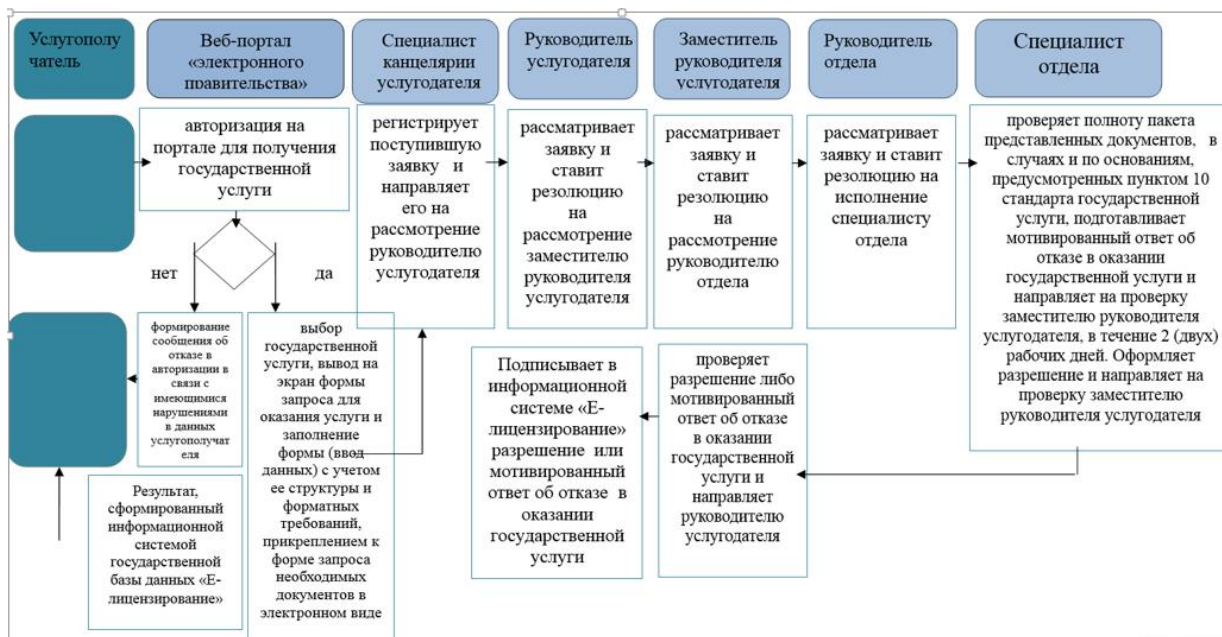 Услугополу
чатель
Веб-портал
«электронного
правительства»
Специалист
канцелярии
услугодателя
Руководитель
услугодателя
Заместитель
руководителя
услугодателя
Руководитель
отдела
Специалист
отдела
авторизация на
портале для получения
государственной
услуги
регистрирует
поступившую
заявку и
направляет
его на
рассмотрение
руководителю
услугодателя
рассматривает
заявку и
ставит
резолюцию
на
рассмотрение
заместителю
руководителя
услугодателя
рассматривает
заявку и
ставит
резолюцию
на
рассмотрение
руководителю
отдела
рассматривает
заявку и ставит
резолюцию на
исполнение
специалисту
отдела
проверяет полноту пакета
представленных документов, в
случаях и по основаниям,
предусмотренных пунктом 10
стандарта государственной
услуги, подготавливает
мотивированный ответ об
отказе в оказании
государственной услуги и
направляет на проверку
заместителю руководителя
услугодателя, в течение 2 (двух)
рабочих дней. Оформляет
разрешение и направляет на
проверку заместителю
руководителя услугодателя
нет
да
формирование
сообщения об
отказе в
авторизации в
связи с
имеющимися
нарушениями
в данных
услугополучат
еля
выбор
государственной
услуги, вывод на
экран формы
запроса для
оказания услуги и
заполнение
формы (ввод
данных) с учетом
ее структуры и
форматных
требований,
прикреплением к
форме запроса
необходимых
документов в
электронном виде
Подписывает в
информационной
системе «Е-
лицензирование»
разрешение или
мотивированный
ответ об отказе в
оказании
государственной
услуги
проверяет
разрешение либо
мотивированный
ответ об отказе
в оказании
государственной
услуги и
направляет
руководителю
услугодателя
Результат,
сформированный
информационной
системой
государственной
базы данных «Е-
лицензирование»